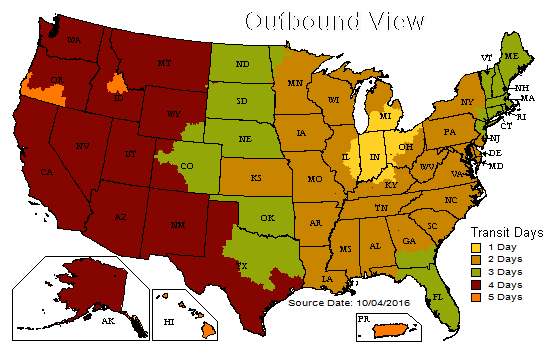 Outbound View
WA
MT
ND
MN
ME
VT
OR
ID
WY
SD
WI
MI
NY
NH
MA
RI
CT
NV
UT
CO
NE
IA
IL
IN
OH
PA
NJ
DE
MD
CA
KS
MO
KY
WV
VA
AZ
NM
OK
AR
TN
NC
SC
TX
LA
MS
AL
GA
FL
AK
HI
PR
Transit Days
1 Day
2 Days
3 Days
4 Days
5 Days
Source Date: 10/04/2016